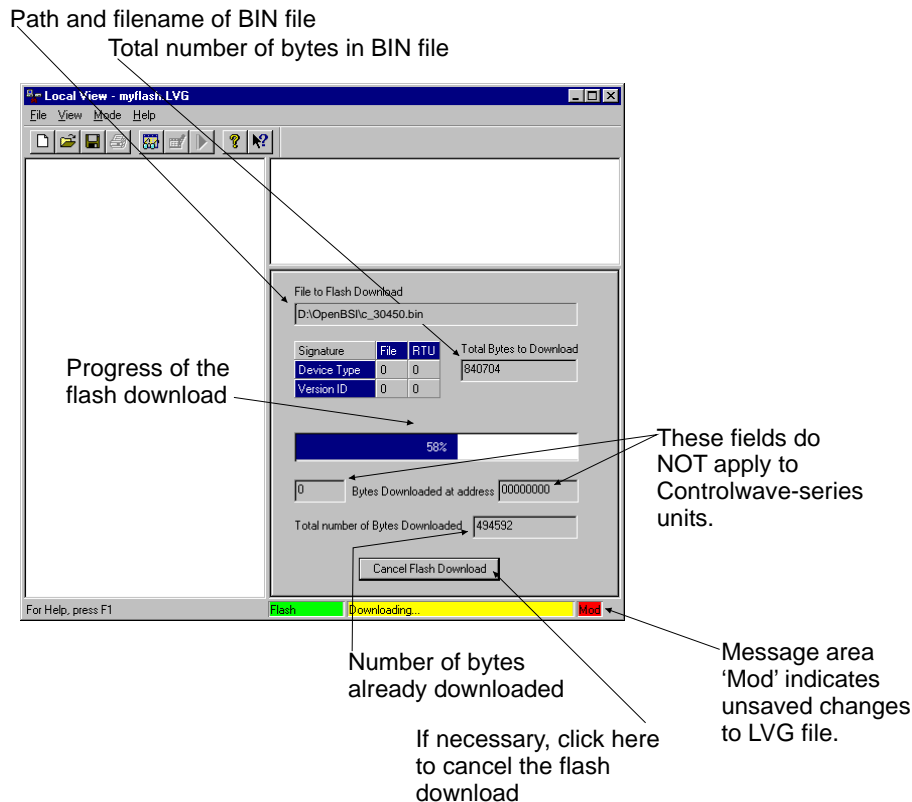 Path and filename of BIN file
Total number of bytes in BIN file
Local View - myflash.LVG
File View Mode Help
File to Flash Download
D:\OpenBSI\c_30450.bin
Signature File RTU
Device Type 0 0
Version ID 0 0
Total Bytes to Download
840704
Progress of the
flash download
58%
These fields do
NOT apply to
Controlwave-series
units.
0 Bytes Downloaded at address 00000000
Total number of Bytes Downloaded 494592
Cancel Flash Download
For Help, press F1 Flash Downloading... Mod
Message area
‘Mod’ indicates
unsaved changes
to LVG file.
Number of bytes
already downloaded
If necessary, click here
to cancel the flash
download